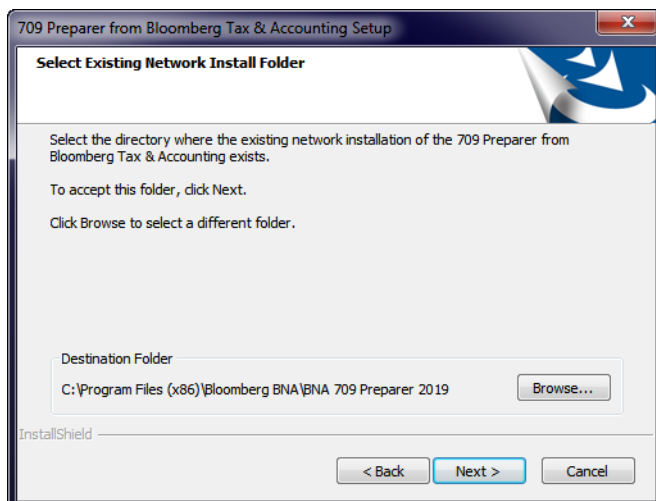 709 Preparer from Bloomberg Tax & Accounting Setup
Select Existing Network Install Folder
Select the directory where the existing network installation of the 709 Preparer from
Bloomberg Tax & Accounting exists.
To accept this folder, click Next.
Click Browse to select a different folder.
Destination Folder
C:\Program Files (x86)\Bloomberg BNA\BNA 709 Preparer 2019
Browse...
InstallShield
< Back
Next >
Cancel